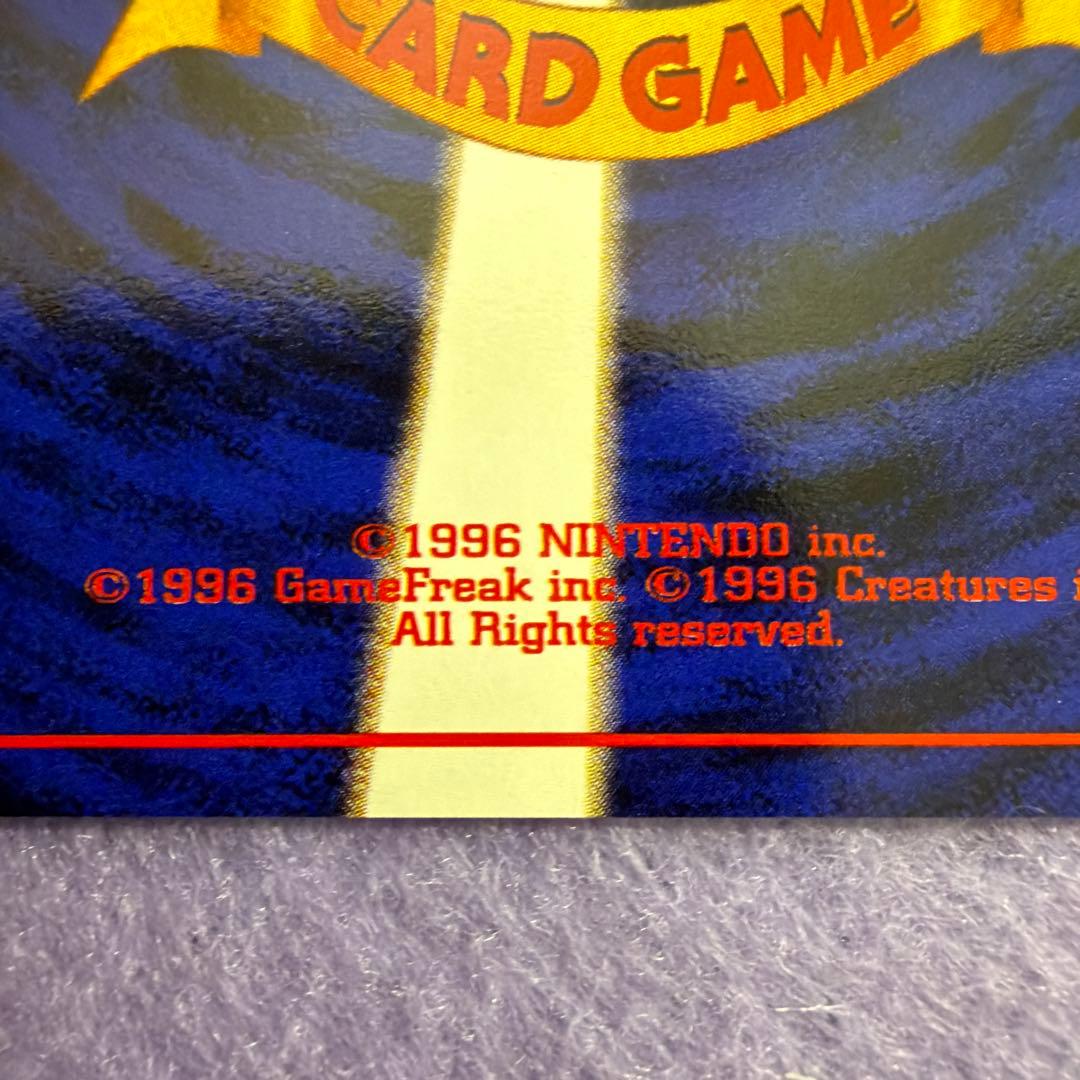 CARD GAME
©1996 NINTENDO inc.
©1996 GameFreak inc. ©1996 Creatures
All Rights reserved.